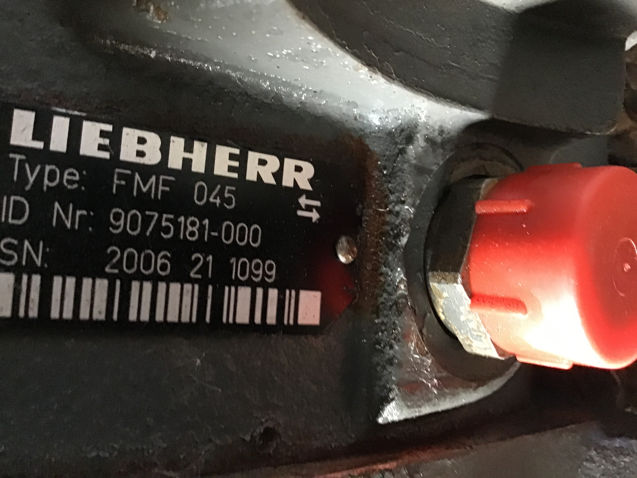 LIEBHERR
Type: FMF 045
ID Nr: 9075181-000
SN: 2006 21 1099